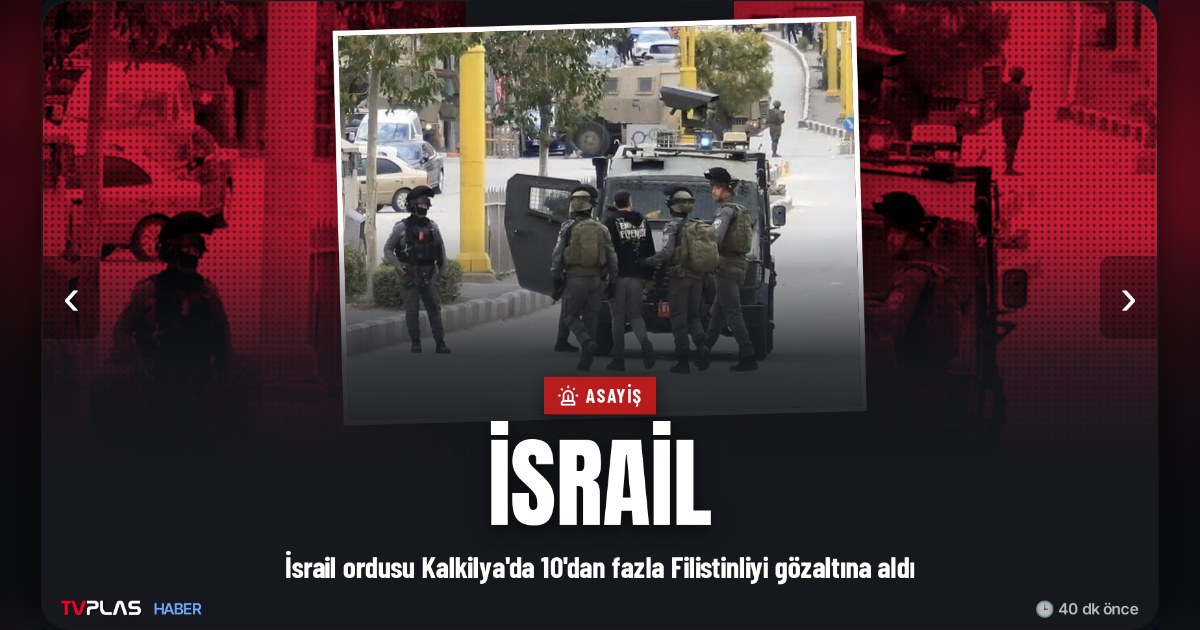 ASAYİŞ
İSRAİL
İsrail ordusu Kalkilya'da 10'dan fazla Filistinliyi gözaltına aldı
TVPLAS HABER
40 dk önce